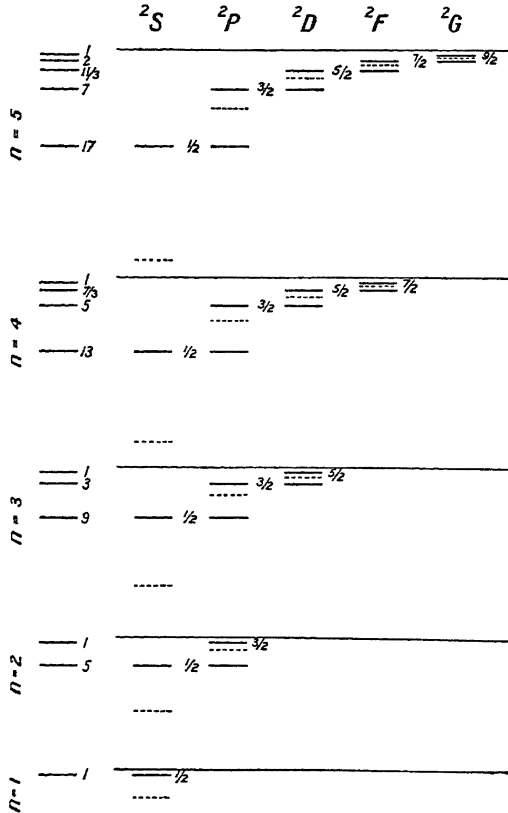 ²S ²P ²D ²F ²G
1
2 7/2 9/2
11/3 5/2
7 3/2
n = 5
17 1/2
1 7/2
7/3 5/2
5 3/2
n = 4
13 1/2
1 5/2
3 3/2
n = 3
9 1/2
1 3/2
5 1/2
n=2
1 1/2
n=1